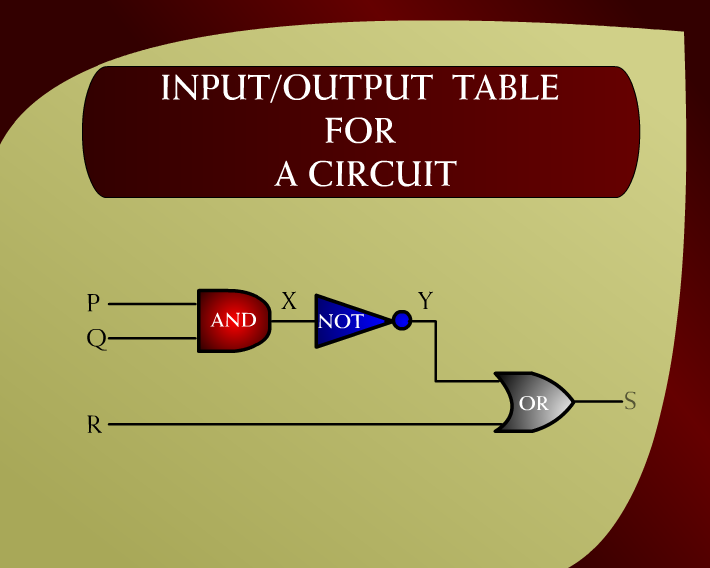 INPUT/OUTPUT TABLE
FOR
A CIRCUIT
P
Q
AND
X
NOT
Y
R
OR
S